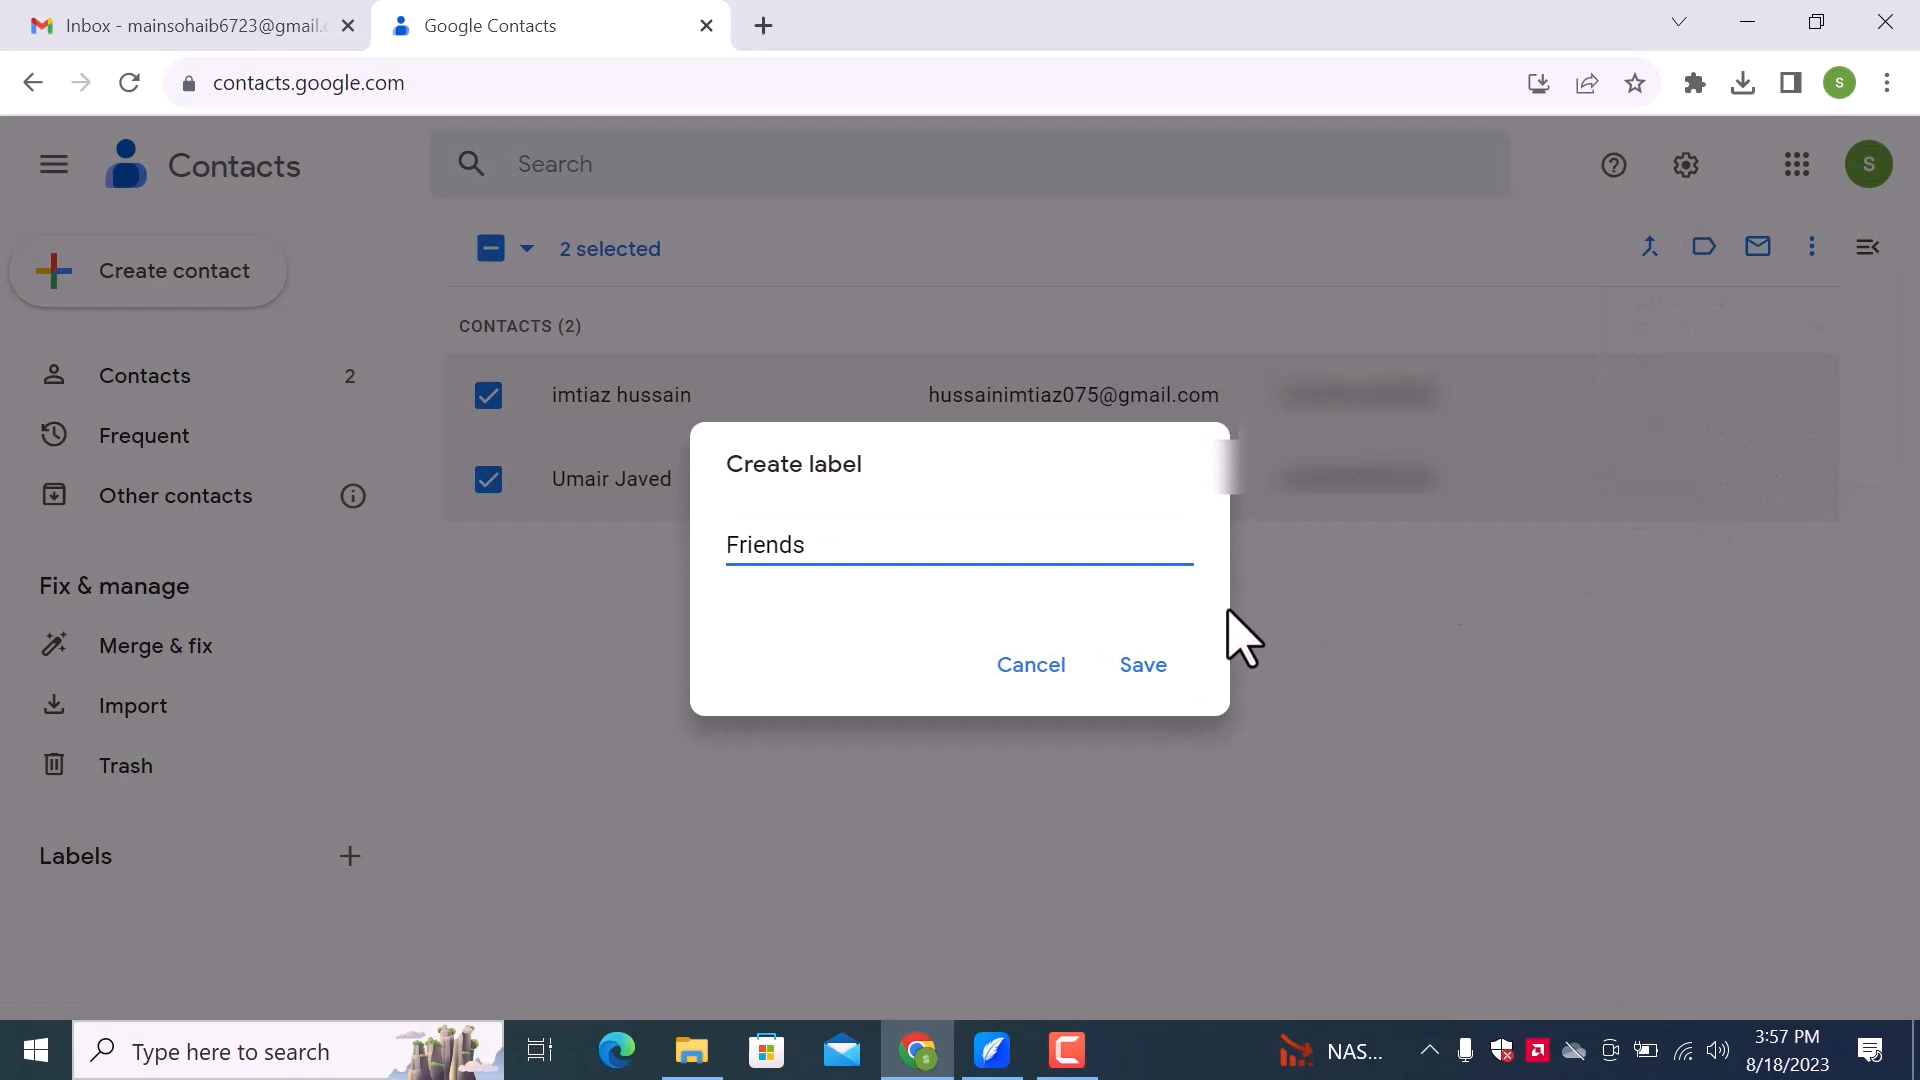 Inbox - mainsohaib6723@gmail.c
Google Contacts
contacts.google.com
S
Contacts
Search
S
Create contact
2 selected
CONTACTS (2)
Contacts 2
imtiaz hussain hussainimtiaz075@gmail.com
Frequent
Umair Javed
Other contacts
Create label
Friends
Cancel Save
Fix & manage
Merge & fix
Import
Trash
Labels
Type here to search
NAS...
3:57 PM
8/18/2023